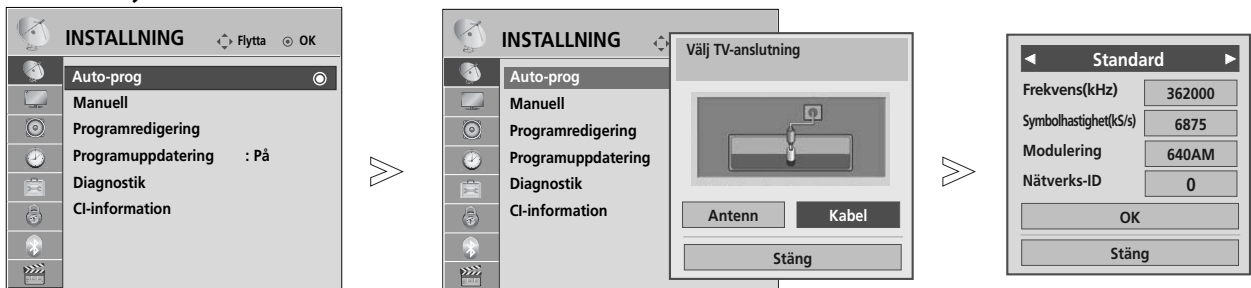 INSTALLNING Flytta OK
Auto-prog
Manuell
Programredigering
Programuppdatering : På
Diagnostik
CI-information
INSTALLNING
Auto-prog
Manuell
Programredigering
Programuppdatering
Diagnostik
CI-information
Välj TV-anslutning
Antenn Kabel
Stäng
Standard
Frekvens(kHz) 362000
Symbolhastighet(kS/s) 6875
Modulering 640AM
Nätverks-ID 0
OK
Stäng